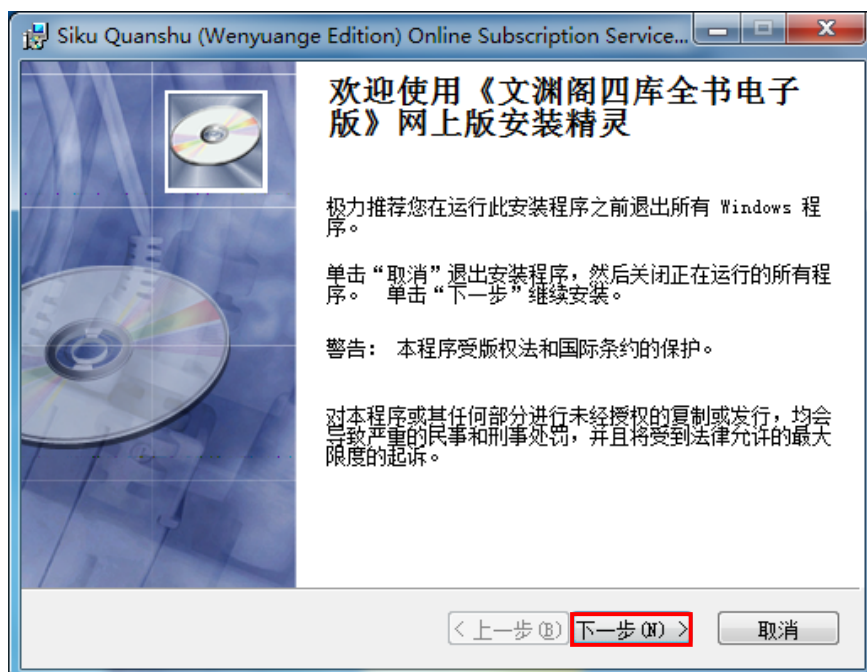 Siku Quanshu (Wenyuange Edition) Online Subscription Service...
欢迎使用《文渊阁四库全书电子
版》网上版安装精灵
极力推荐您在运行此安装程序之前退出所有 Windows 程
序。
单击“取消”退出安装程序，然后关闭正在运行的所有程
序。 单击“下一步”继续安装。
警告： 本程序受版权法和国际条约的保护。
对本程序或其任何部分进行未经授权的复制或发行，均会
导致严重的民事和刑事处罚，并且将受到法律允许的最大
限度的起诉。
< 上一步(B) 下一步(N) > 取消